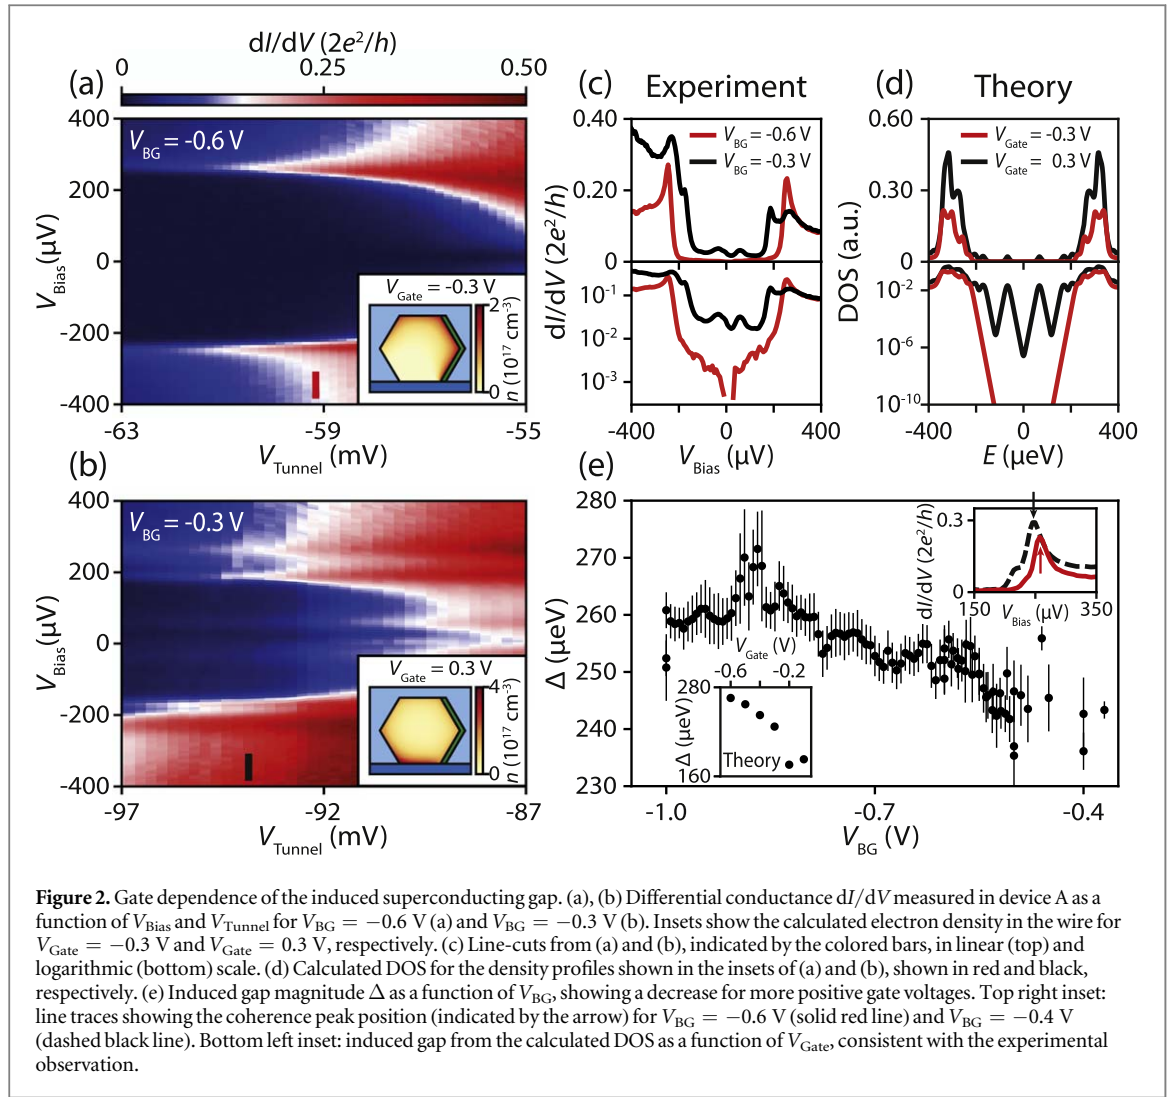 dI/dV (2e²/h)
0 0.25 0.50
(a)
V_BG = -0.6 V
400
200
0
-200
-400
V_Bias (μV)
-63 -59 -55
V_Tunnel (mV)
V_Gate = -0.3 V
2
0
n (10¹⁷ cm⁻³)
(b)
V_BG = -0.3 V
400
200
0
-200
-400
V_Bias (μV)
-97 -92 -87
V_Tunnel (mV)
V_Gate = 0.3 V
4
0
n (10¹⁷ cm⁻³)
(c) Experiment
V_BG = -0.6 V
V_BG = -0.3 V
0.40
0.20
0
10⁻¹
10⁻²
10⁻³
dI/dV (2e²/h)
-400 0 400
V_Bias (μV)
(d) Theory
V_Gate = -0.3 V
V_Gate = 0.3 V
0.60
0.30
0
10⁻²
10⁻⁶
10⁻¹⁰
DOS (a.u.)
-400 0 400
E (μeV)
(e)
280
270
260
250
240
230
Δ (μeV)
-1.0 -0.7 -0.4
V_BG (V)
dI/dV (2e²/h)
0.3
0
150 V_Bias (μV) 350
V_Gate (V)
-0.6 -0.2
280
160
Δ (μeV)
Theory
Figure 2. Gate dependence of the induced superconducting gap. (a), (b) Differential conductance dI/dV measured in device A as a
function of V_Bias and V_Tunnel for V_BG = −0.6 V (a) and V_BG = −0.3 V (b). Insets show the calculated electron density in the wire for
V_Gate = −0.3 V and V_Gate = 0.3 V, respectively. (c) Line-cuts from (a) and (b), indicated by the colored bars, in linear (top) and
logarithmic (bottom) scale. (d) Calculated DOS for the density profiles shown in the insets of (a) and (b), shown in red and black,
respectively. (e) Induced gap magnitude Δ as a function of V_BG, showing a decrease for more positive gate voltages. Top right inset:
line traces showing the coherence peak position (indicated by the arrow) for V_BG = −0.6 V (solid red line) and V_BG = −0.4 V
(dashed black line). Bottom left inset: induced gap from the calculated DOS as a function of V_Gate, consistent with the experimental
observation.